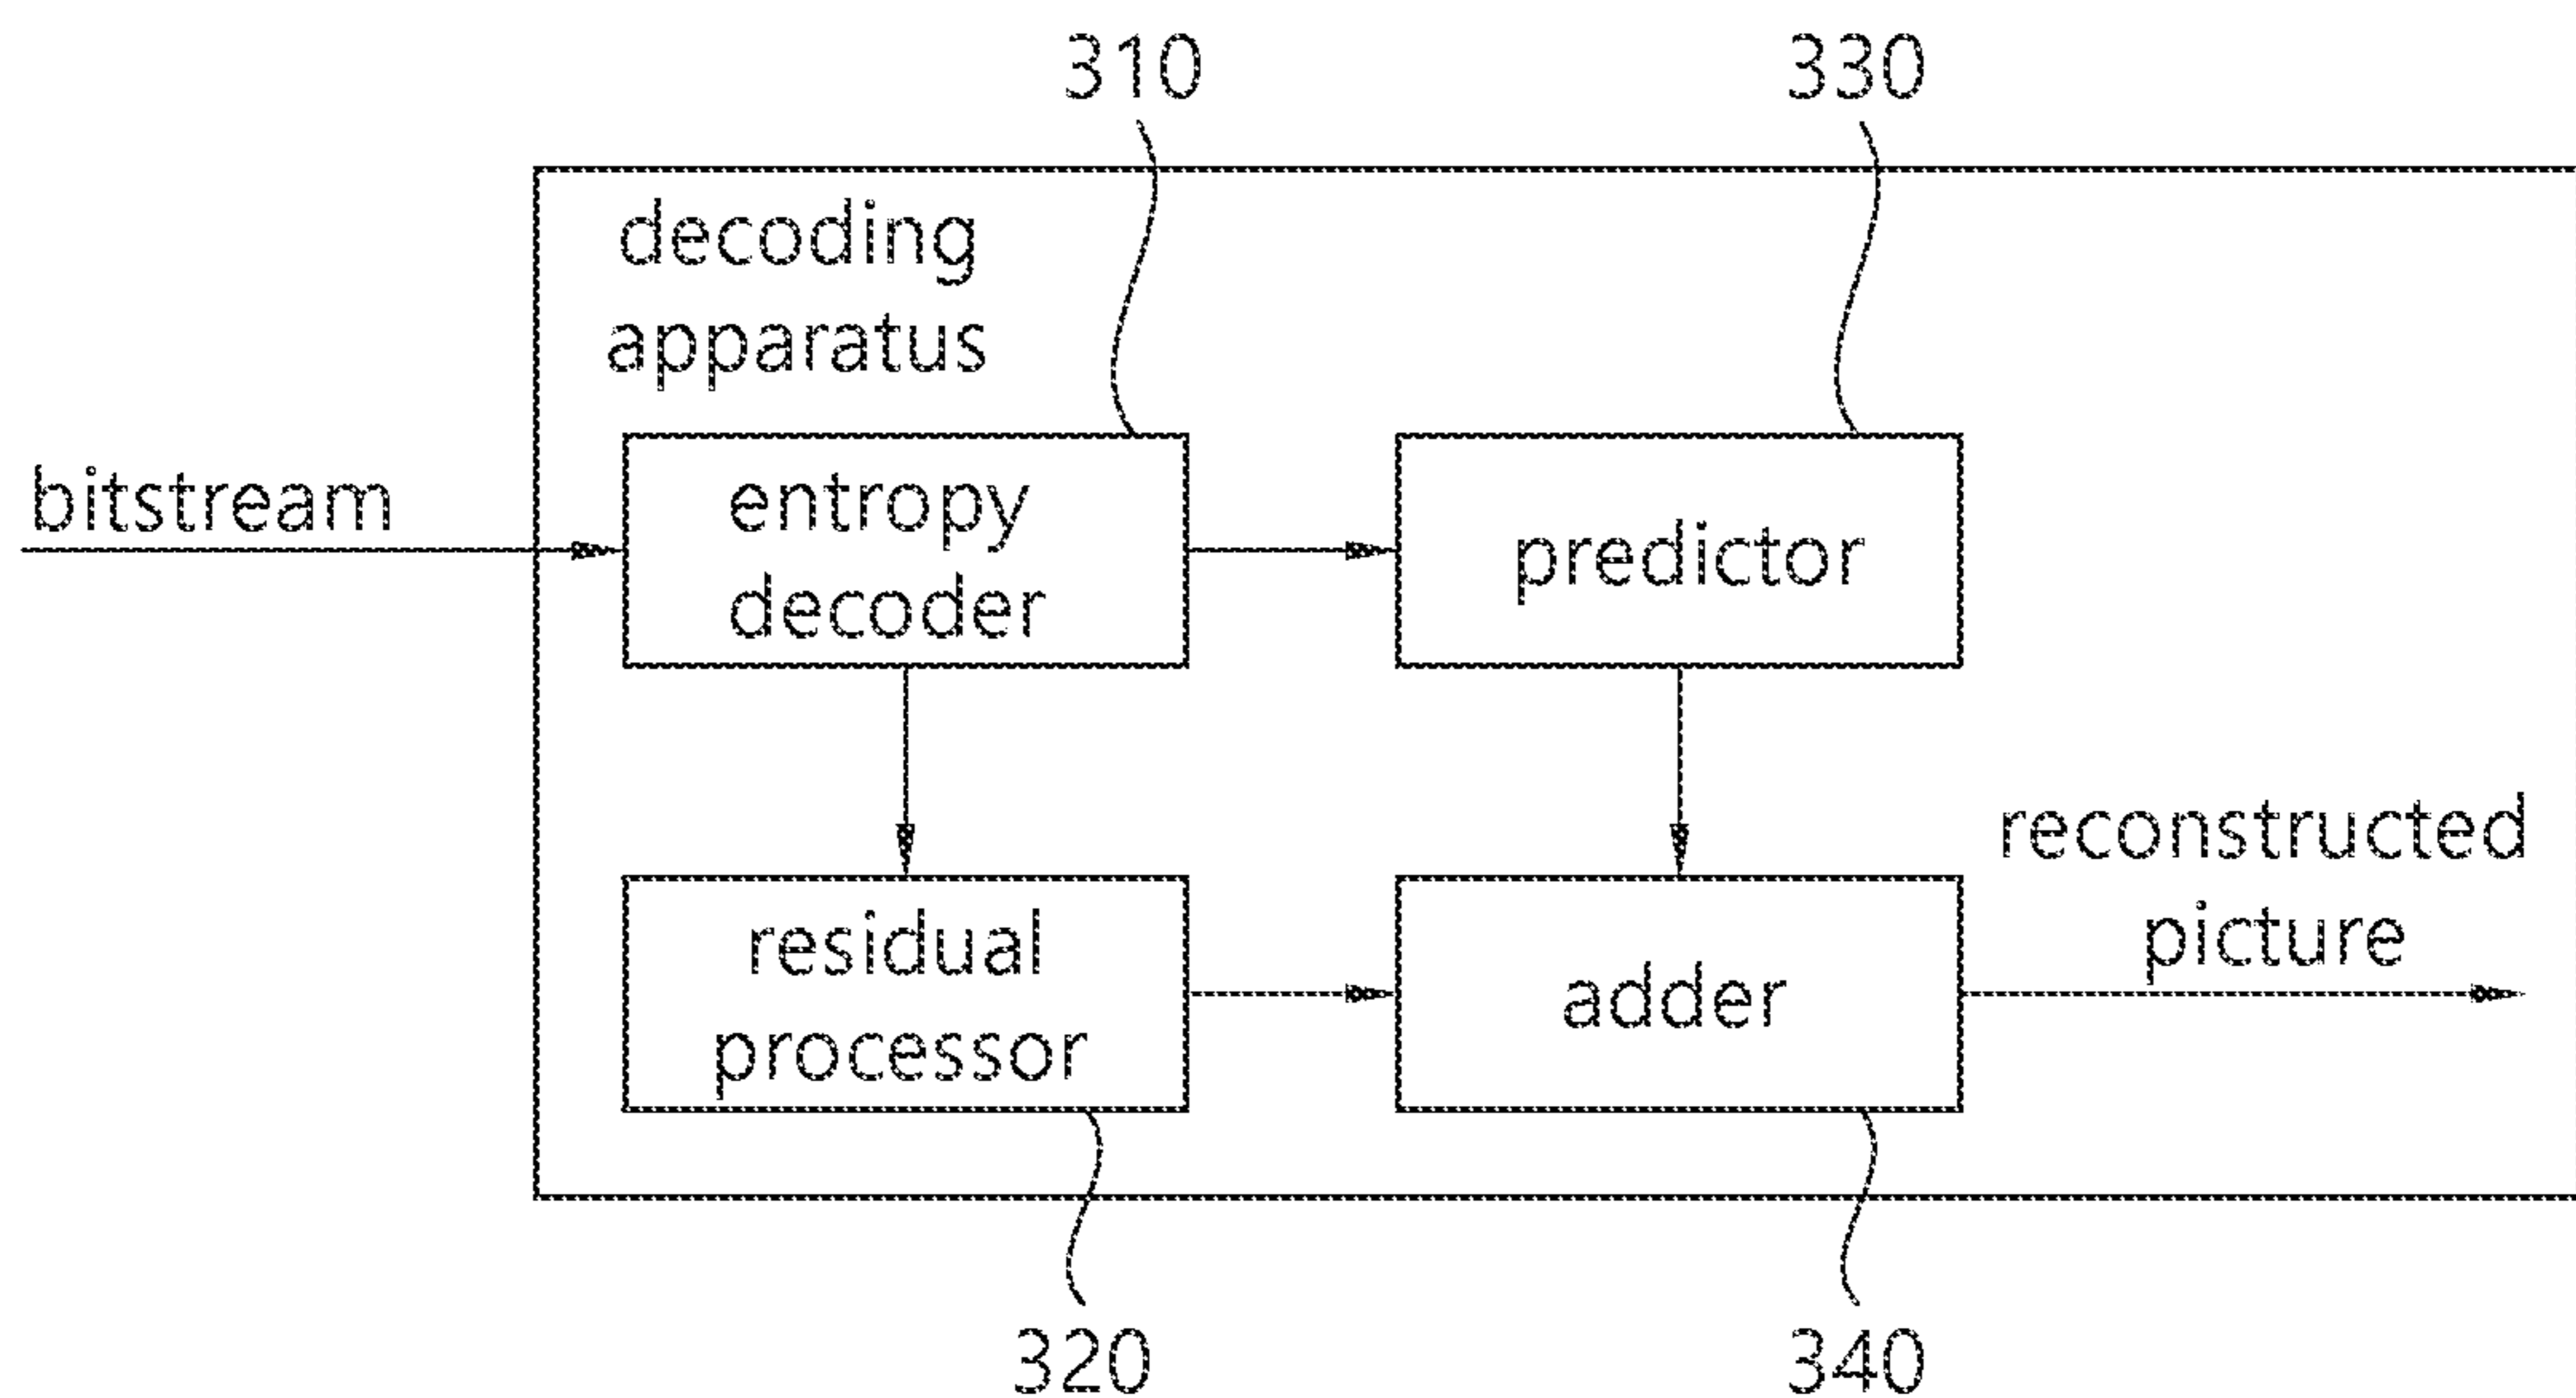 310
330
decoding
apparatus
bitstream
entropy
decoder
predictor
residual
processor
adder
reconstructed
picture
320
340